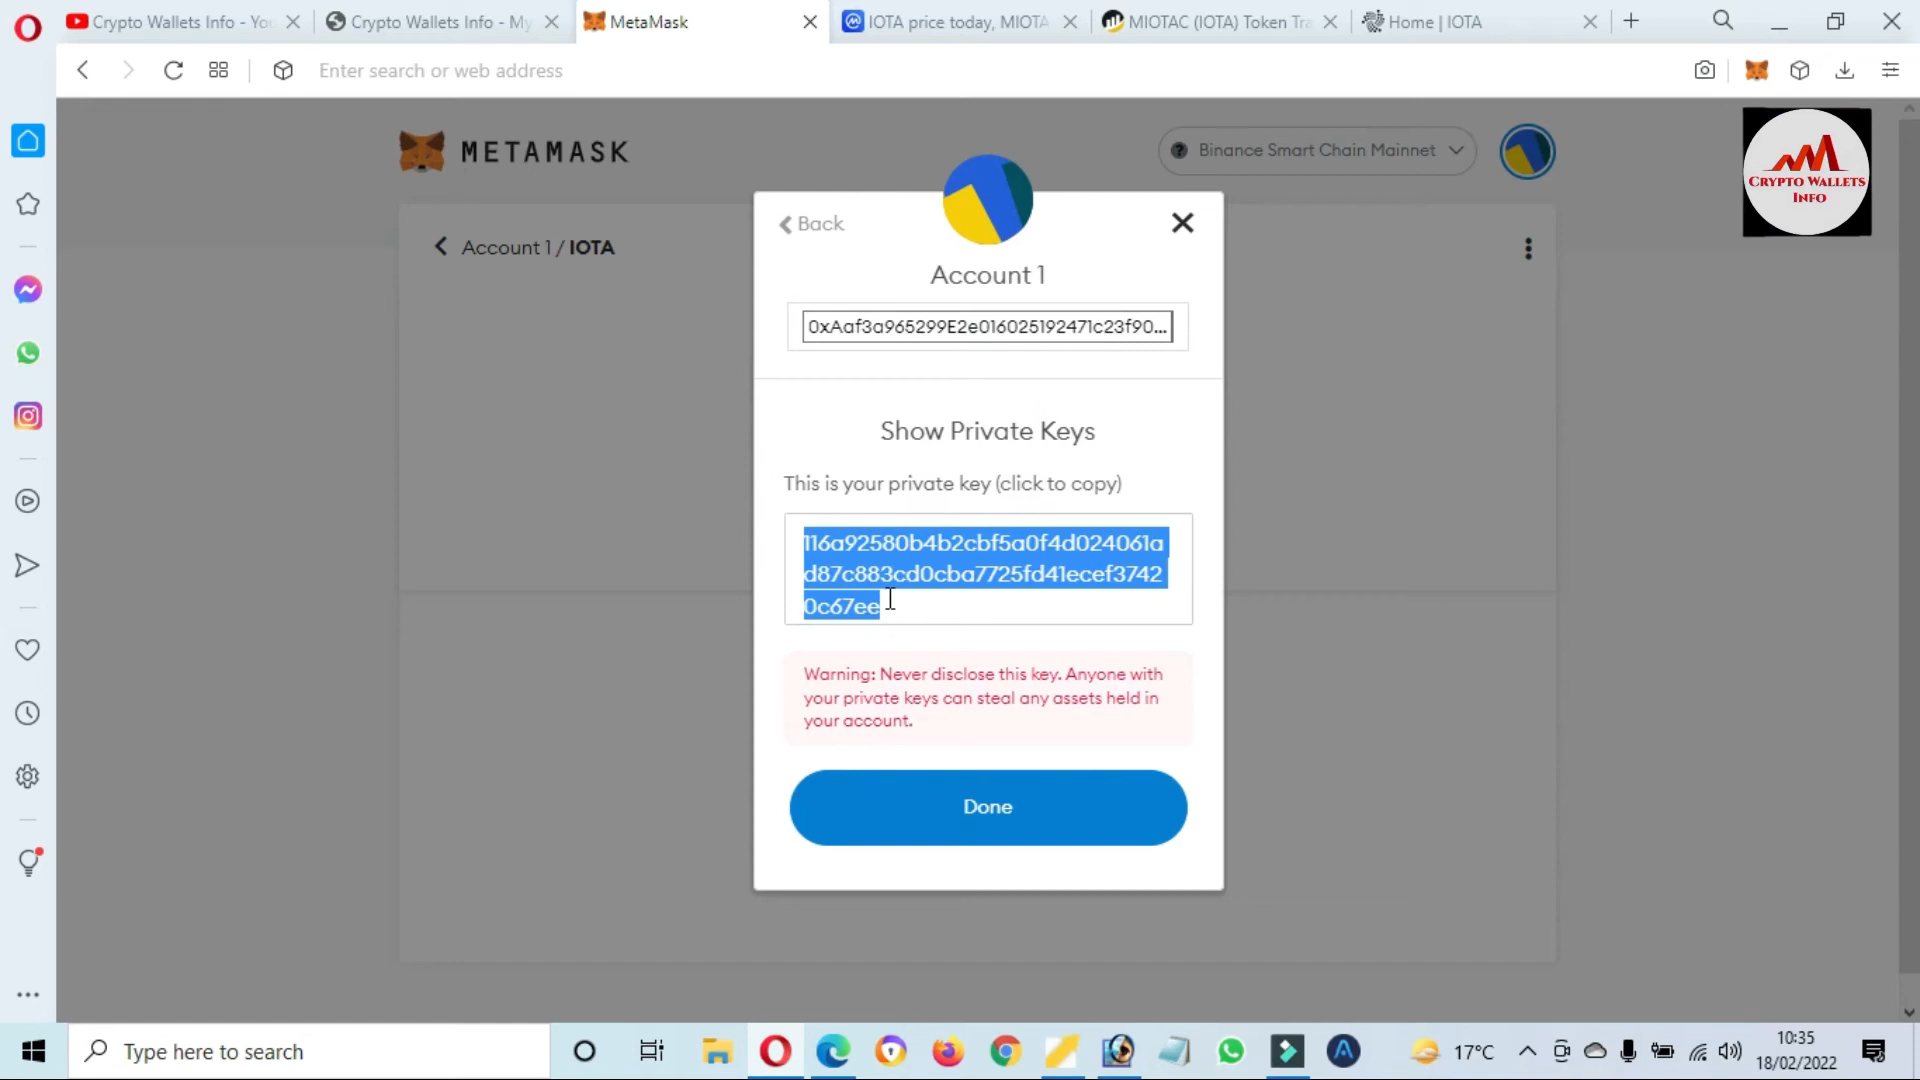 Crypto Wallets Info - You
Crypto Wallets Info - My
MetaMask
IOTA price today, MIOTA
MIOTAC (IOTA) Token Tra
Home | IOTA
Enter search or web address
METAMASK
Binance Smart Chain Mainnet
CRYPTO WALLETS
INFO
Account 1 / IOTA
Back
Account 1
0xAaf3a965299E2e016025192471c23f90...
Show Private Keys
This is your private key (click to copy)
116a92580b4b2cbf5a0f4d024061a
d87c883cd0cba7725fd41ecef3742
0c67ee
Warning: Never disclose this key. Anyone with
your private keys can steal any assets held in
your account.
Done
Type here to search
17°C
10:35
18/02/2022